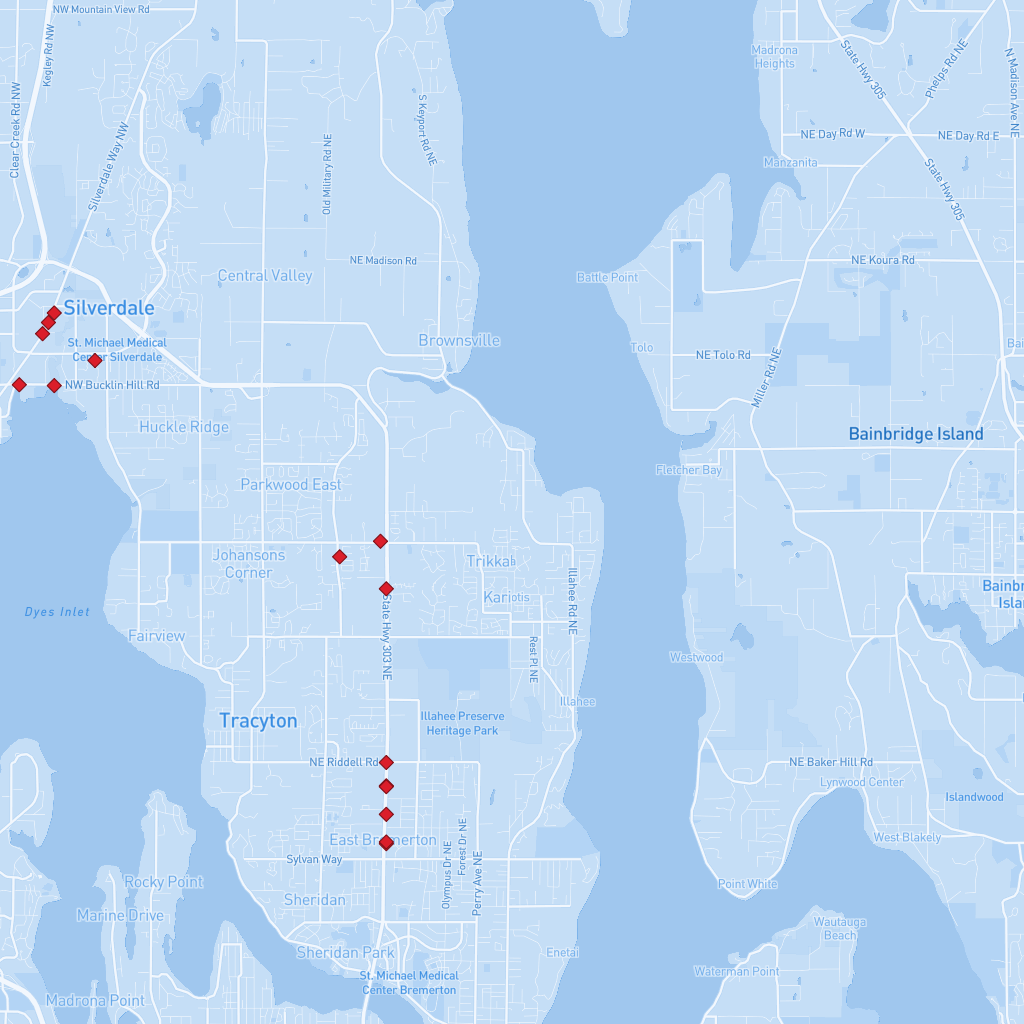 NW Mountain View Rd
Kegley Rd NW
Clear Creek Rd NW
Silverdale Way NW
Old Military Rd NE
S Keyport Rd NE
Madrona
Heights
State Hwy 305
Phelps Rd NE
N Madison Ave NE
NE Day Rd W
NE Day Rd E
Manzanita
State Hwy 305
Central Valley
NE Madison Rd
Battle Point
NE Koura Rd
Silverdale
St. Michael Medical
Center Silverdale
Brownsville
Tolo
NE Tolo Rd
Miller Rd NE
NW Bucklin Hill Rd
Huckle Ridge
Bainbridge Island
Fletcher Bay
Parkwood East
Johansons
Corner
Trikkala
Kariotis
Illahee Rd NE
Dyes Inlet
Fairview
State Hwy 303 NE
Rest Pl NE
Westwood
Illahee
Tracyton
Illahee Preserve
Heritage Park
NE Riddell Rd
NE Baker Hill Rd
Lynwood Center
Islandwood
East Bremerton
Sylvan Way
Olympus Dr NE
Forest Dr NE
Perry Ave NE
West Blakely
Rocky Point
Point White
Marine Drive
Sheridan
Wautauga
Beach
Sheridan Park
Enetai
St. Michael Medical
Center Bremerton
Waterman Point
Madrona Point